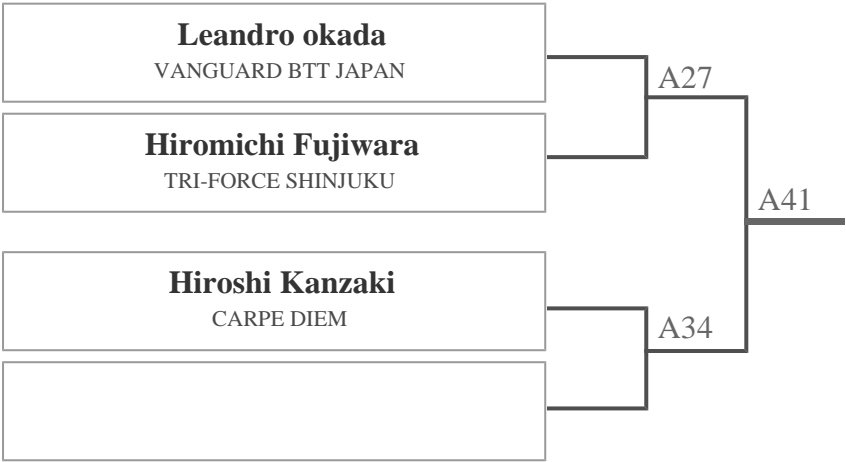 Leandro okada
VANGUARD BTT JAPAN
A27
Hiromichi Fujiwara
TRI-FORCE SHINJUKU
A41
Hiroshi Kanzaki
CARPE DIEM
A34